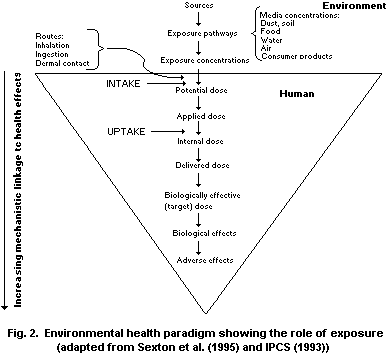 Sources
Environment
Media concentrations:
Dust, soil
Food
Water
Air
Consumer products
Routes:
Inhalation
Ingestion
Dermal contact
Exposure pathways
Exposure concentrations
INTAKE
Potential dose
Human
Applied dose
UPTAKE
Internal dose
Delivered dose
Biologically effective
(target) dose
Biological effects
Adverse effects
Increasing mechanistic linkage to health effects
Fig. 2. Environmental health paradigm showing the role of exposure
(adapted from Sexton et al. (1995) and IPCS (1993))